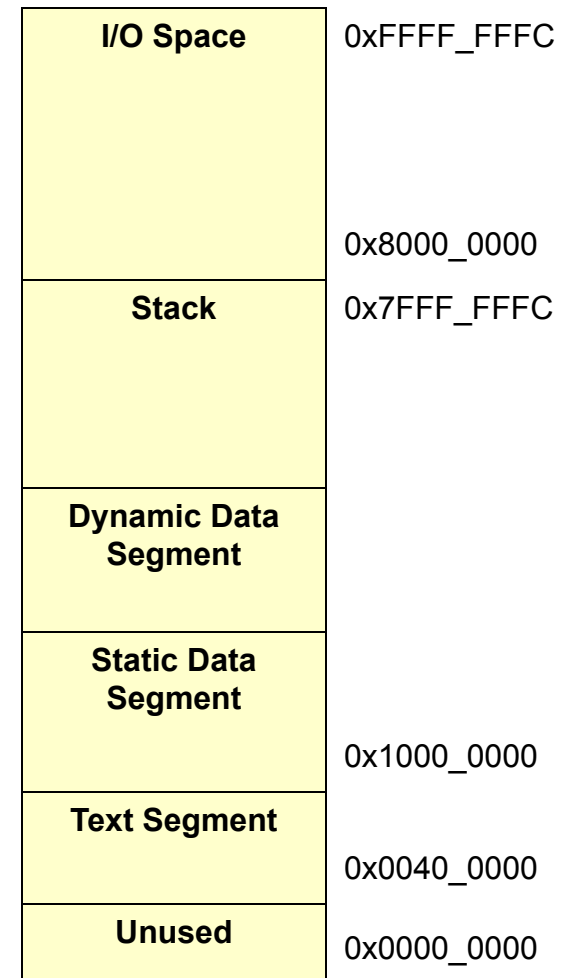 I/O Space 0xFFFF_FFFC
0x8000_0000
Stack 0x7FFF_FFFC
Dynamic Data
Segment
Static Data
Segment
0x1000_0000
Text Segment
0x0040_0000
Unused 0x0000_0000